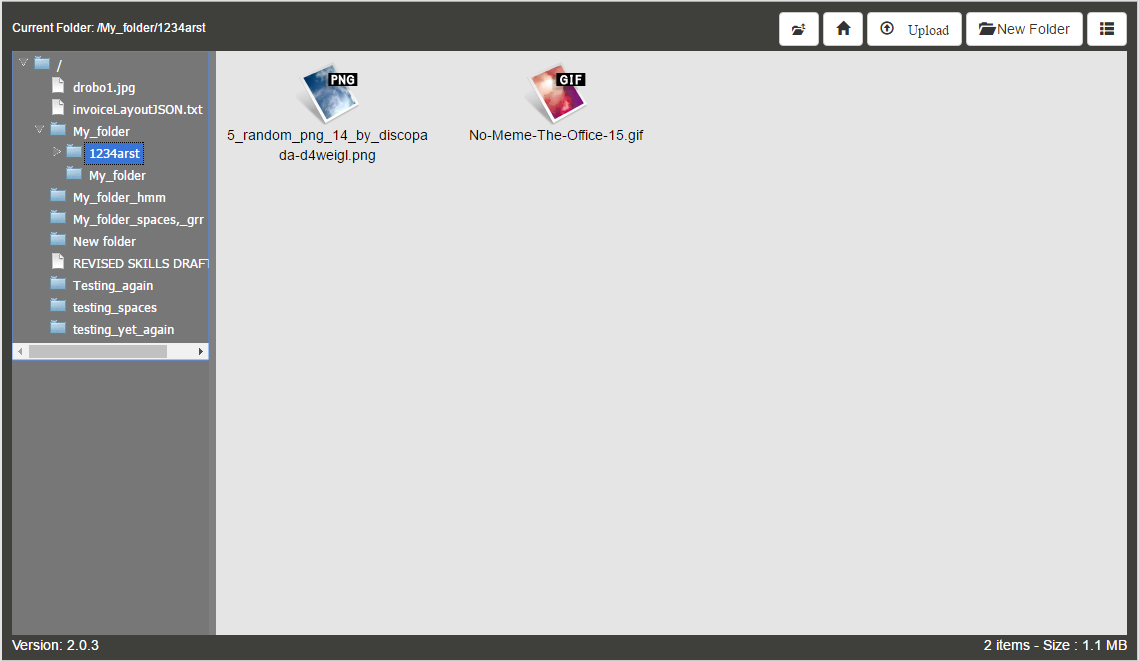 Current Folder: /My_folder/1234arst
Upload
New Folder
/
drobo1.jpg
invoiceLayoutJSON.txt
My_folder
1234arst
My_folder
My_folder_hmm
My_folder_spaces,_grr
New folder
REVISED SKILLS DRAFT
Testing_again
testing_spaces
testing_yet_again
PNG
5_random_png_14_by_discopa
da-d4weigl.png
GIF
No-Meme-The-Office-15.gif
Version: 2.0.3
2 items - Size : 1.1 MB